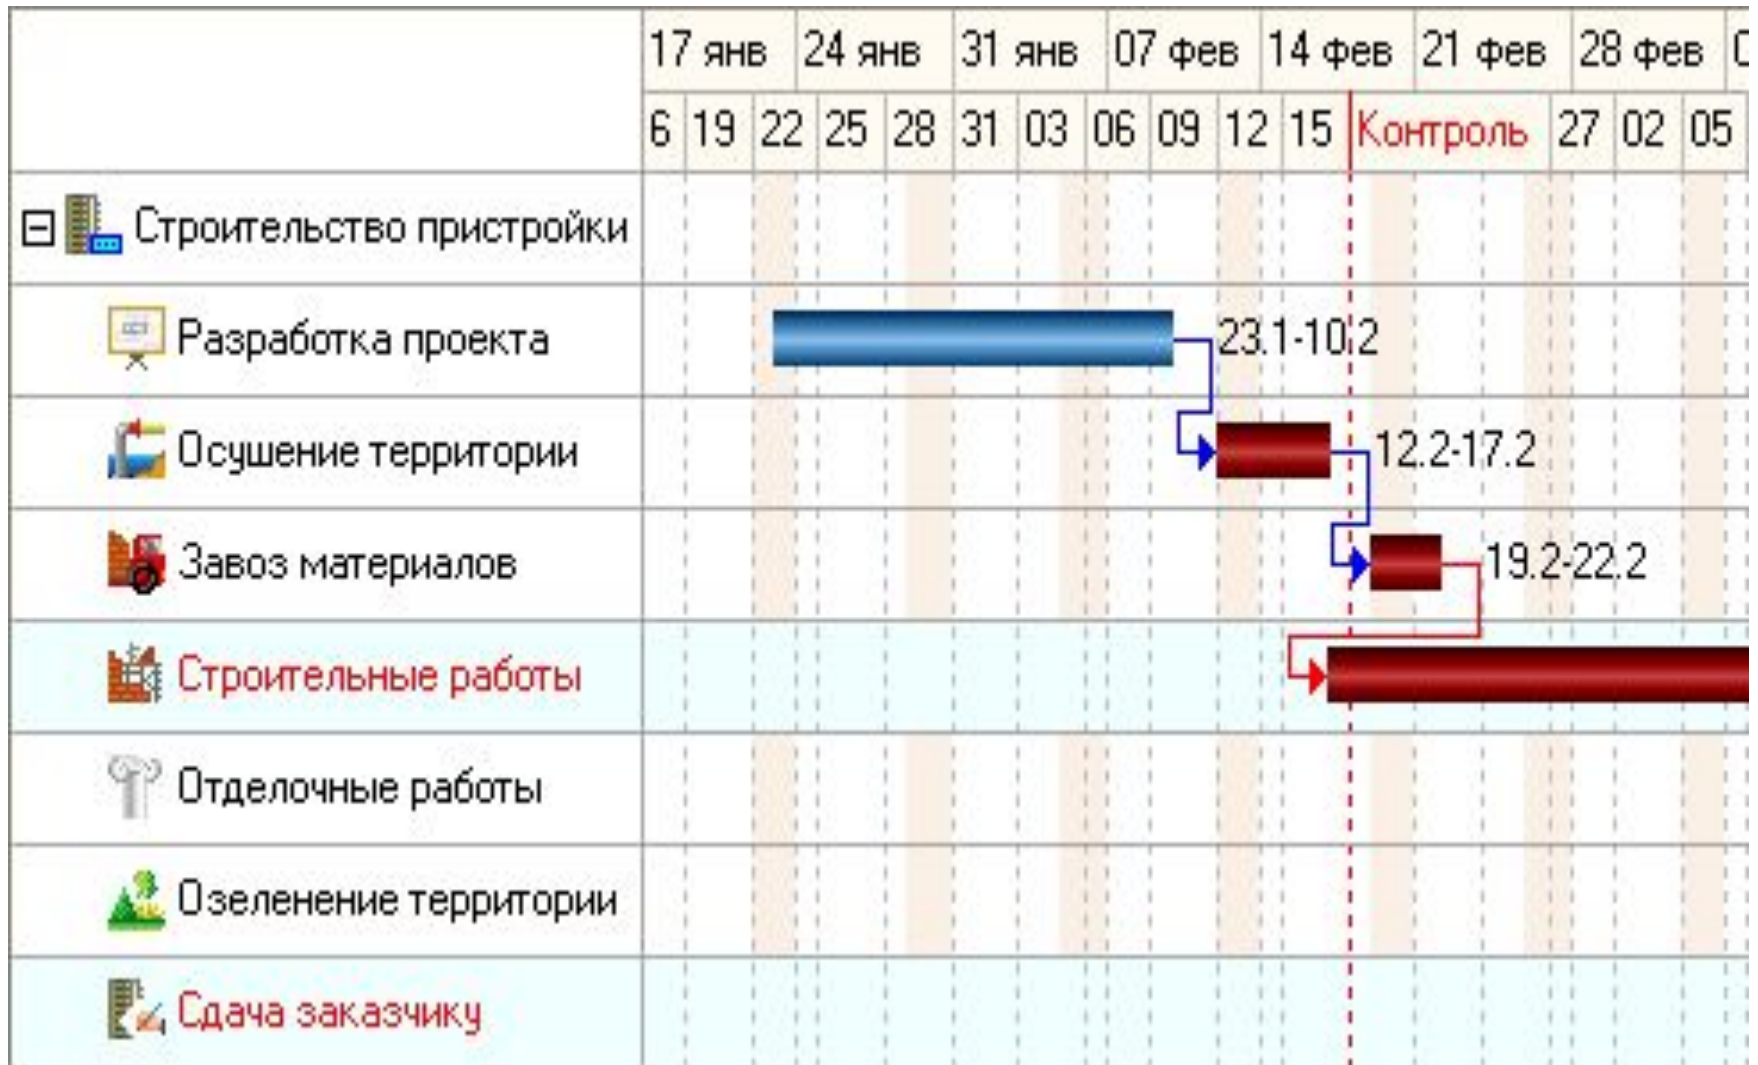 17 янв 24 янв 31 янв 07 фев 14 фев 21 фев 28 фев
6 19 22 25 28 31 03 06 09 12 15 Контроль 27 02 05
Строительство пристройки
Разработка проекта 23.1-10.2
Осушение территории 12.2-17.2
Завоз материалов 19.2-22.2
Строительные работы
Отделочные работы
Озеленение территории
Сдача заказчику